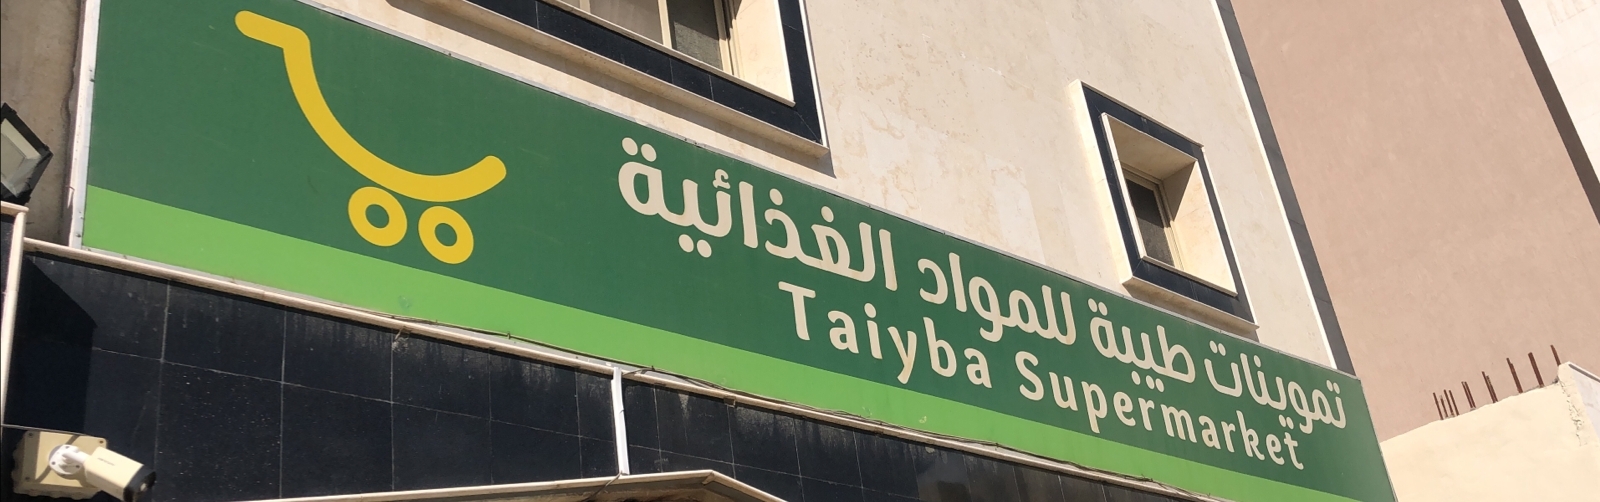 تموينات طيبة للمواد الغذائية
Taiyba Supermarket